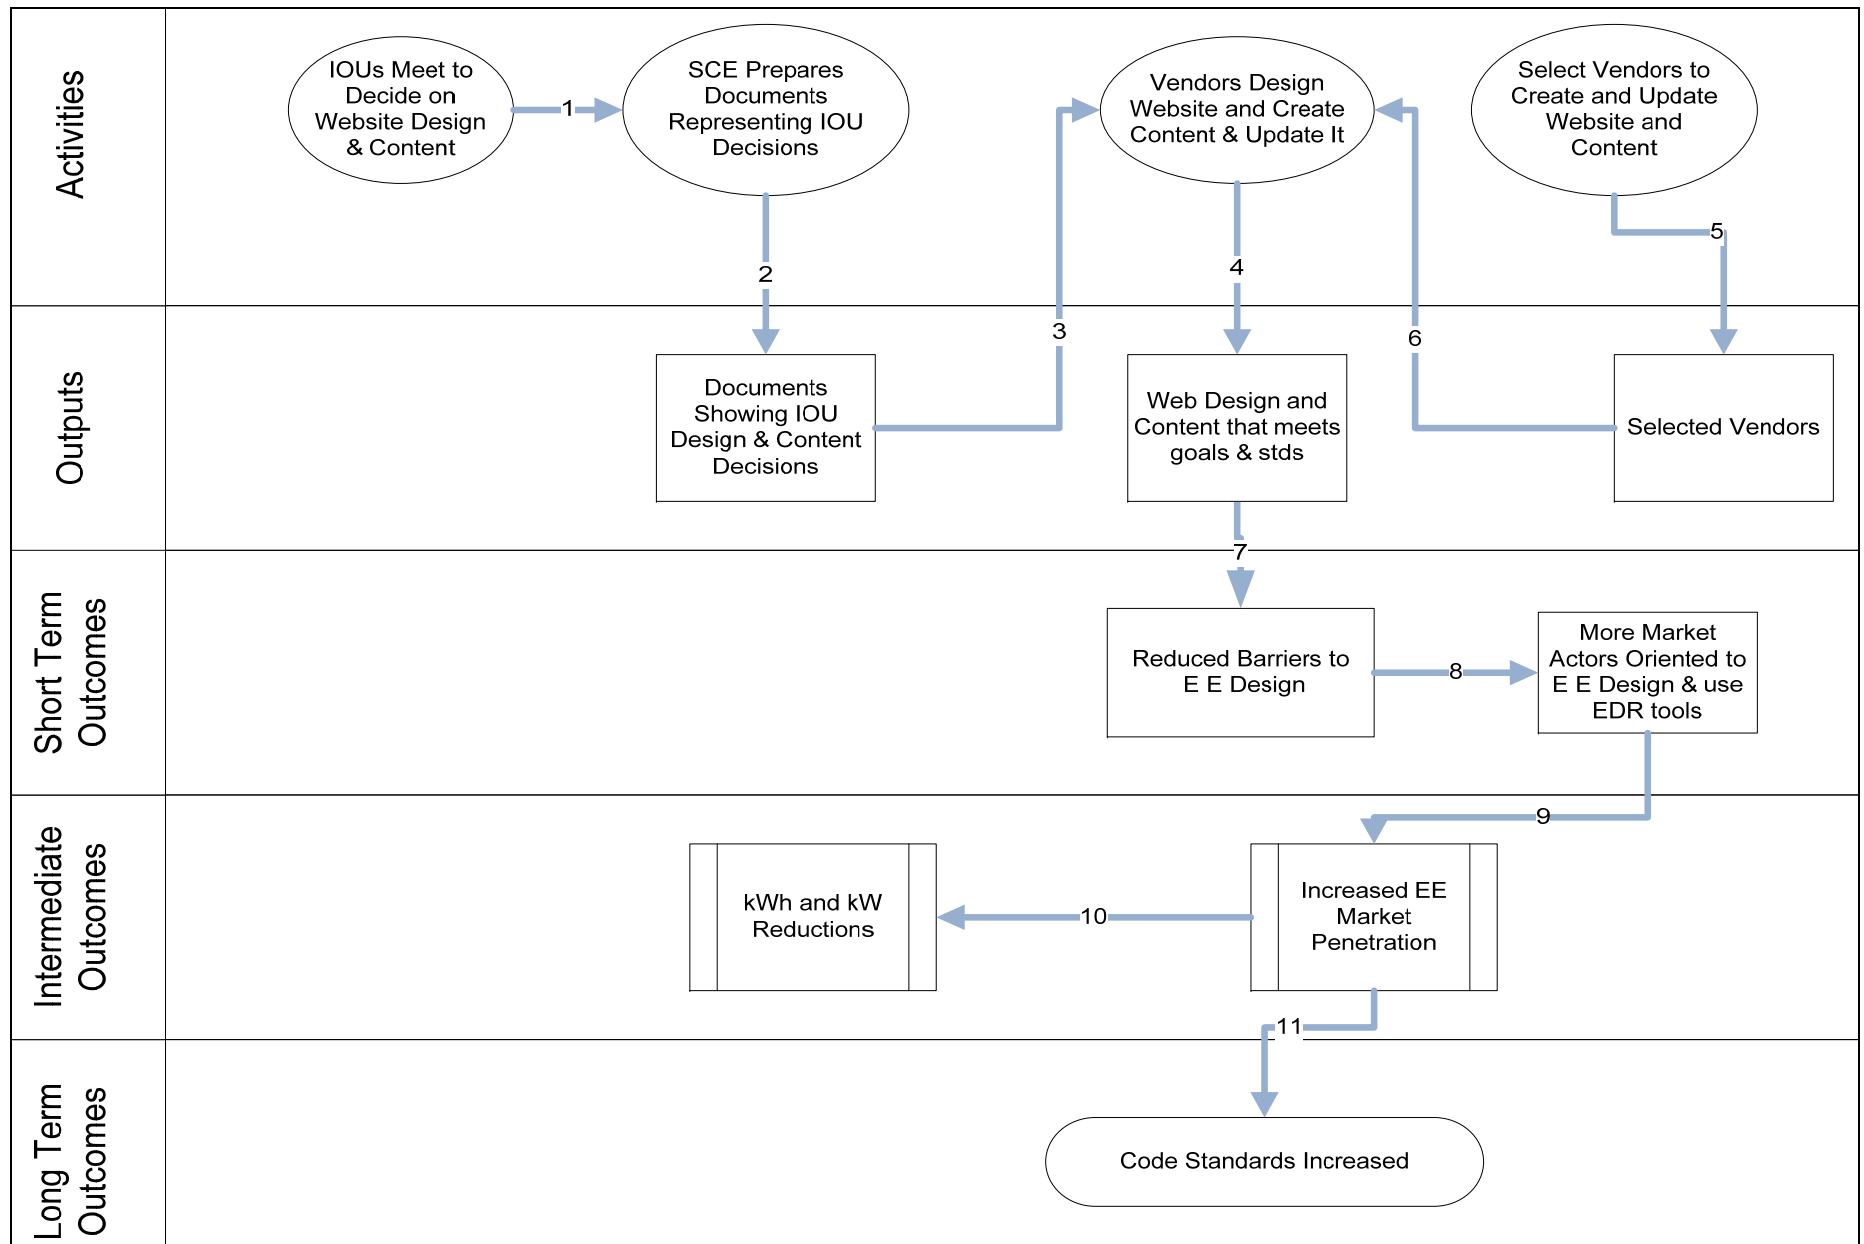 Activities
IOUs Meet to
Decide on
Website Design
& Content
1
SCE Prepares
Documents
Representing IOU
Decisions
Vendors Design
Website and Create
Content & Update It
Select Vendors to
Create and Update
Website and
Content
2
4
5
Outputs
3
6
Documents
Showing IOU
Design & Content
Decisions
Web Design and
Content that meets
goals & stds
Selected Vendors
7
Short Term
Outcomes
Reduced Barriers to
E E Design
8
More Market
Actors Oriented to
E E Design & use
EDR tools
9
Intermediate
Outcomes
kWh and kW
Reductions
10
Increased EE
Market
Penetration
11
Long Term
Outcomes
Code Standards Increased